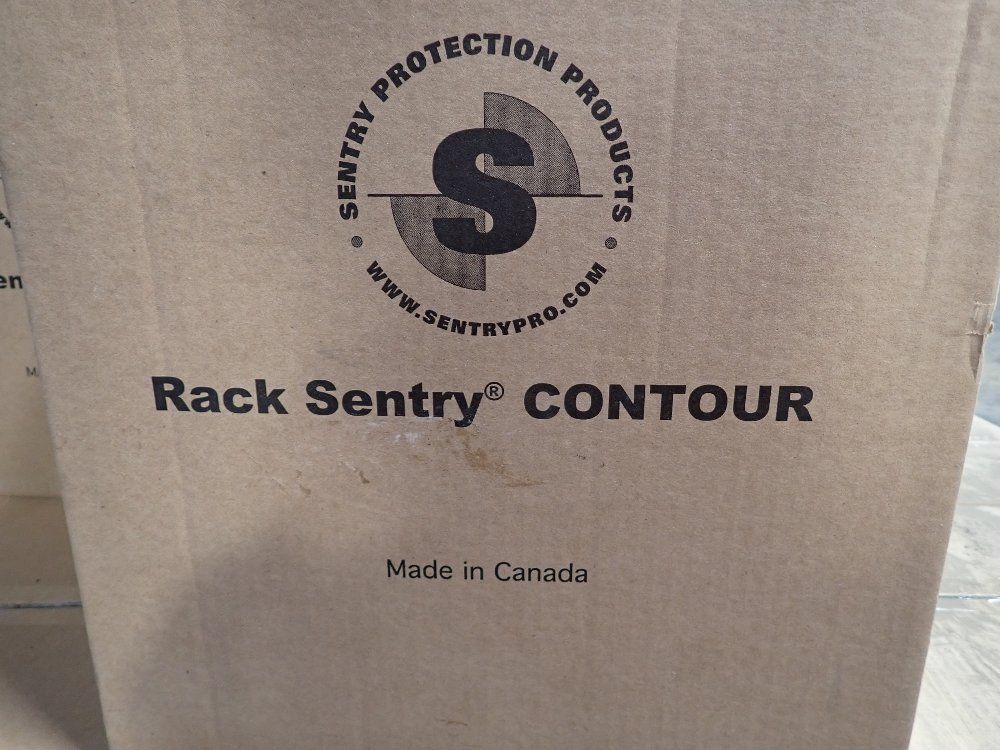 SENTRY PROTECTION PRODUCTS
S
WWW.SENTRYPRO.COM
Rack Sentry® CONTOUR
Made in Canada